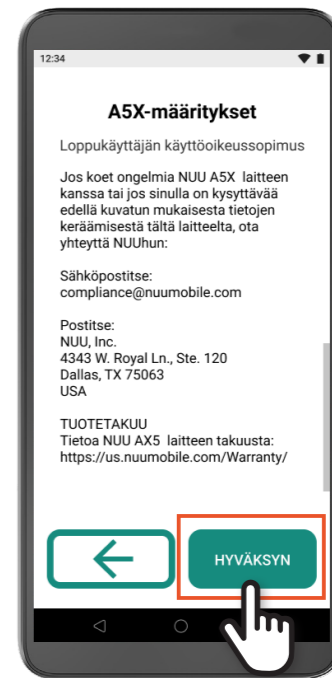 12:34
A5X-määritykset
Loppukäyttäjän käyttöoikeussopimus
Jos koet ongelmia NUU A5X laitteen
kanssa tai jos sinulla on kysyttävää
edellä kuvatun mukaisesta tietojen
keräämisestä tältä laitteelta, ota
yhteyttä NUUhun:
Sähköpostitse:
compliance@nuumobile.com
Postitse:
NUU, Inc.
4343 W. Royal Ln., Ste. 120
Dallas, TX 75063
USA
TUOTETAKUU
Tietoa NUU AX5 laitteen takuusta:
https://us.nuumobile.com/Warranty/
HYVÄKSYN